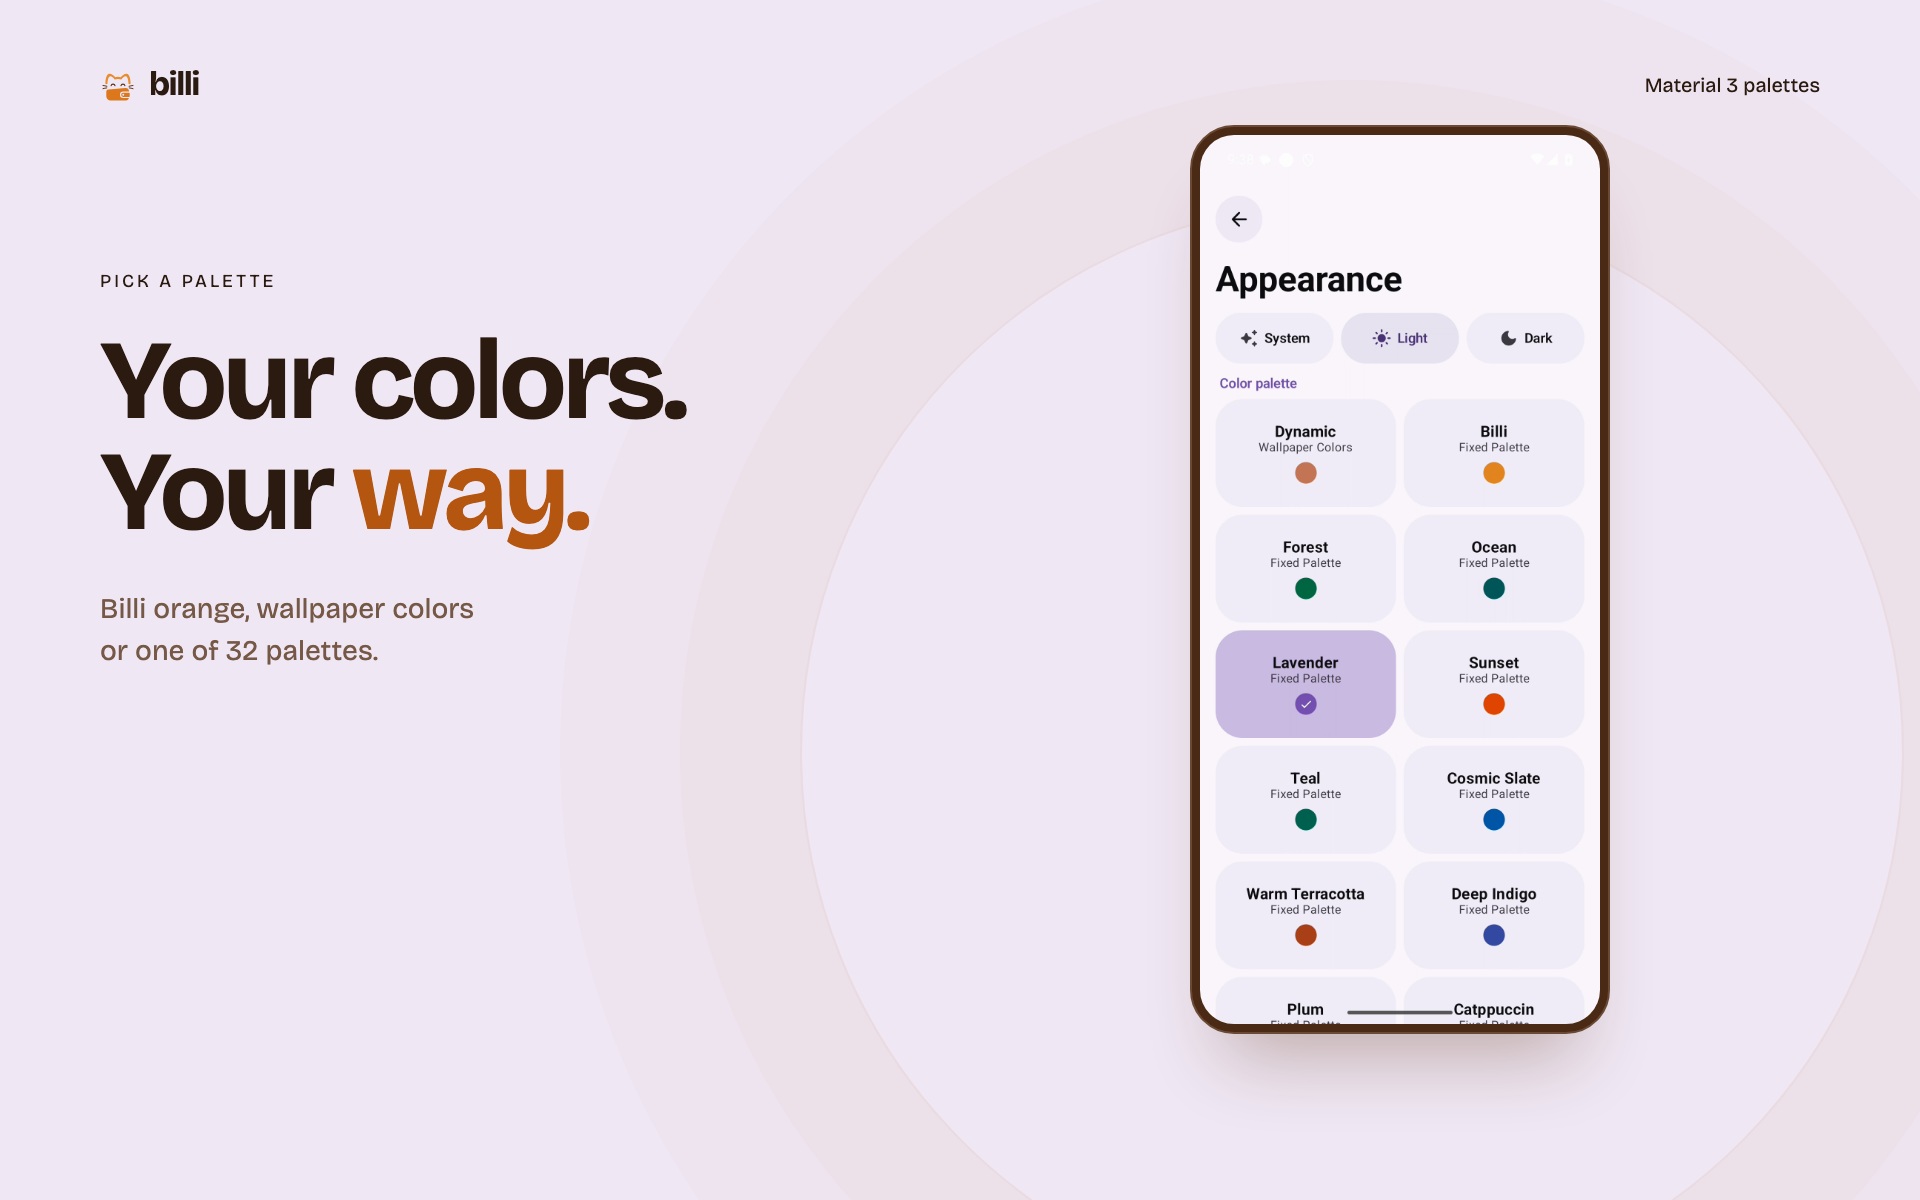 billi
Material 3 palettes
PICK A PALETTE
Your colors.
Your way.
Billi orange, wallpaper colors
or one of 32 palettes.
Appearance
System
Light
Dark
Color palette
Dynamic
Wallpaper Colors
Billi
Fixed Palette
Forest
Fixed Palette
Ocean
Fixed Palette
Lavender
Fixed Palette
Sunset
Fixed Palette
Teal
Fixed Palette
Cosmic Slate
Fixed Palette
Warm Terracotta
Fixed Palette
Deep Indigo
Fixed Palette
Plum
Catppuccin